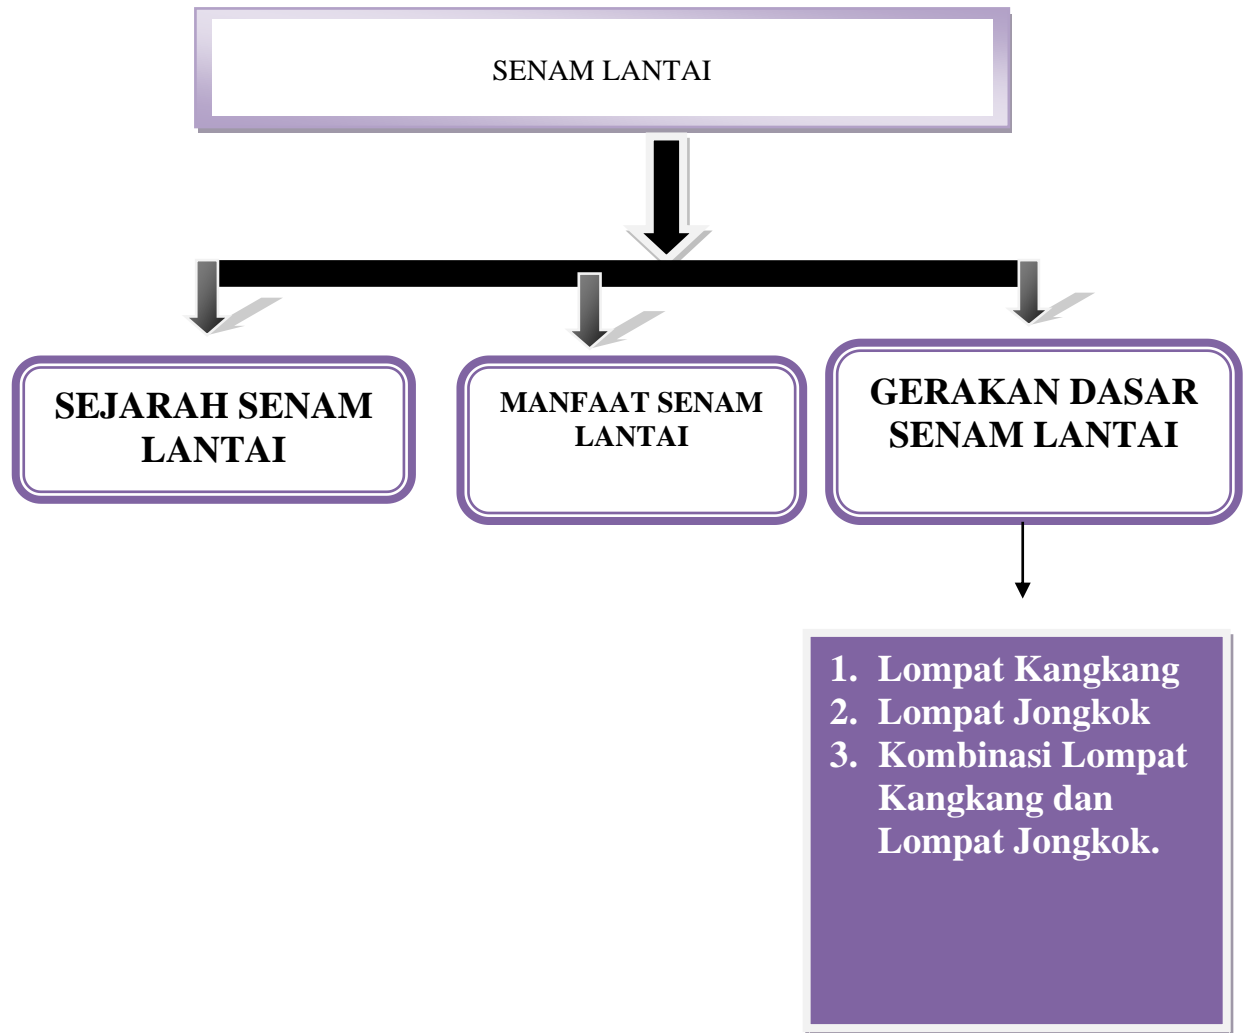 SENAM LANTAI
SEJARAH SENAM
LANTAI
MANFAAT SENAM
LANTAI
GERAKAN DASAR
SENAM LANTAI
1. Lompat Kangkang
2. Lompat Jongkok
3. Kombinasi Lompat
Kangkang dan
Lompat Jongkok.